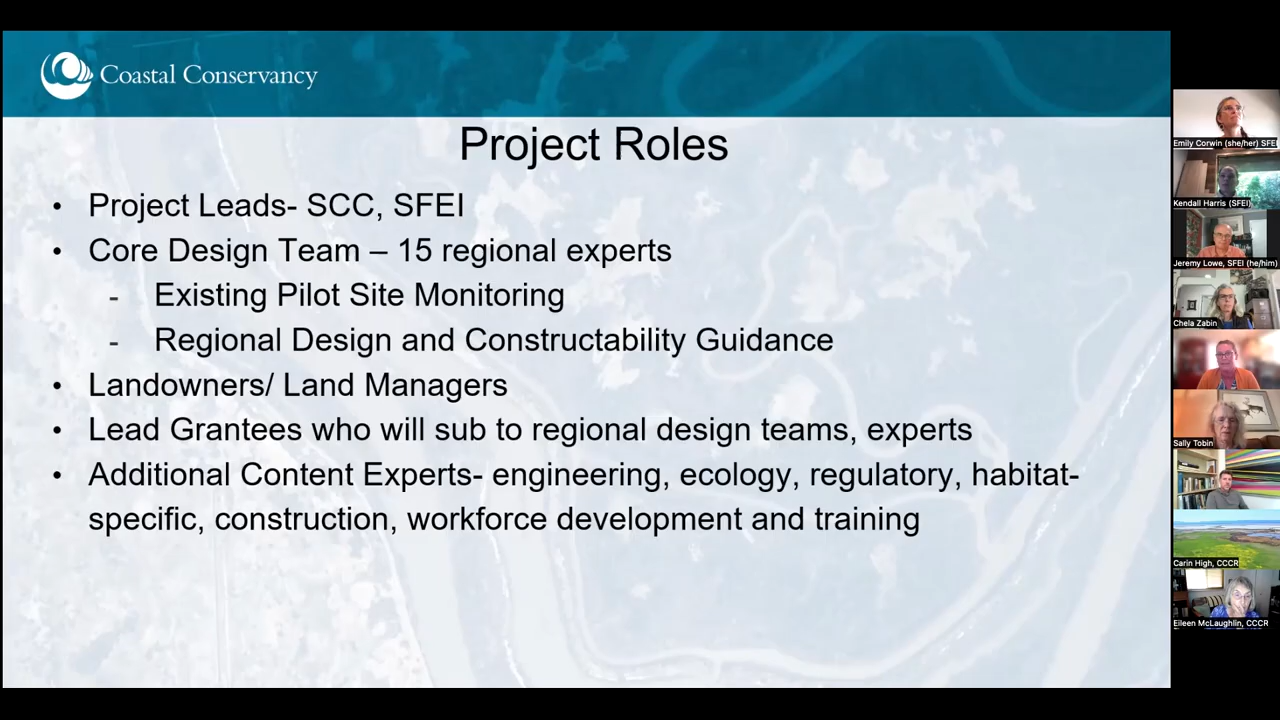 Coastal Conservancy
Project Roles
• Project Leads- SCC, SFEI
• Core Design Team – 15 regional experts
- Existing Pilot Site Monitoring
- Regional Design and Constructability Guidance
• Landowners/ Land Managers
• Lead Grantees who will sub to regional design teams, experts
• Additional Content Experts- engineering, ecology, regulatory, habitat-
specific, construction, workforce development and training
Emily Corwin (she/her) SFE
Kendall Harris (SFEI)
Jeremy Lowe, SFEI (he/him)
Chela Zabin
Sally Tobin
Carin High, CCCR
Eileen McLaughlin, CCCR